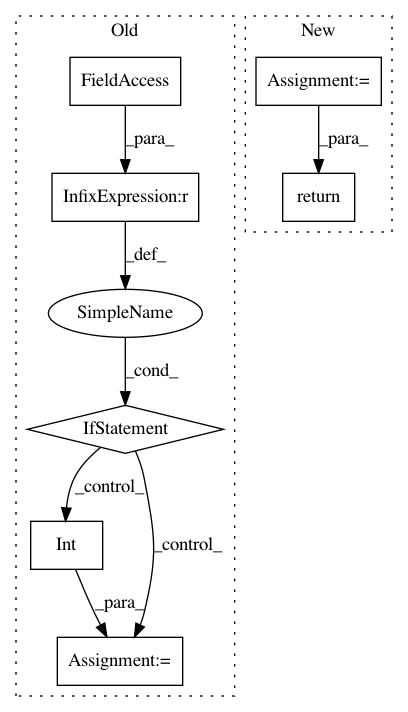 Old
New
FieldAccess
Assignment:=
_para_
_para_
InfixExpression:r
return
_def_
SimpleName
_cond_
IfStatement
_control_
Int
_control_
_para_
Assignment:=